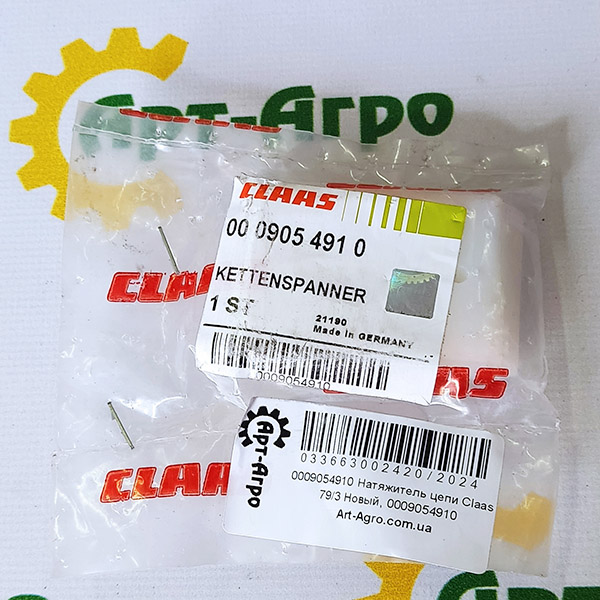 Арт-Агро
CLAAS
CLAAS
00 0905 491 0
KETTENSPANNER
1 ST
21190
Made in GERMANY
0009054910
CLAAS
CLAAS
CLAAS
Арт-Агро
033663002420/2024
0009054910 Натяжитель цепи Claas
79/3 Новый, 0009054910
Art-Agro.com.ua